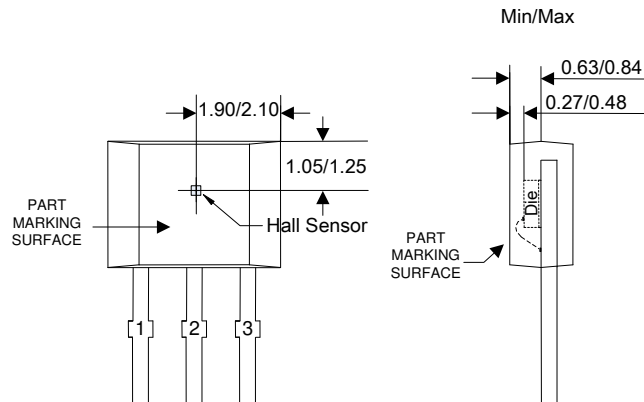 Min/Max
0.63/0.84
0.27/0.48
1.90/2.10
1.05/1.25
PART
MARKING
SURFACE
Hall Sensor
Die
PART
MARKING
SURFACE
1 2 3